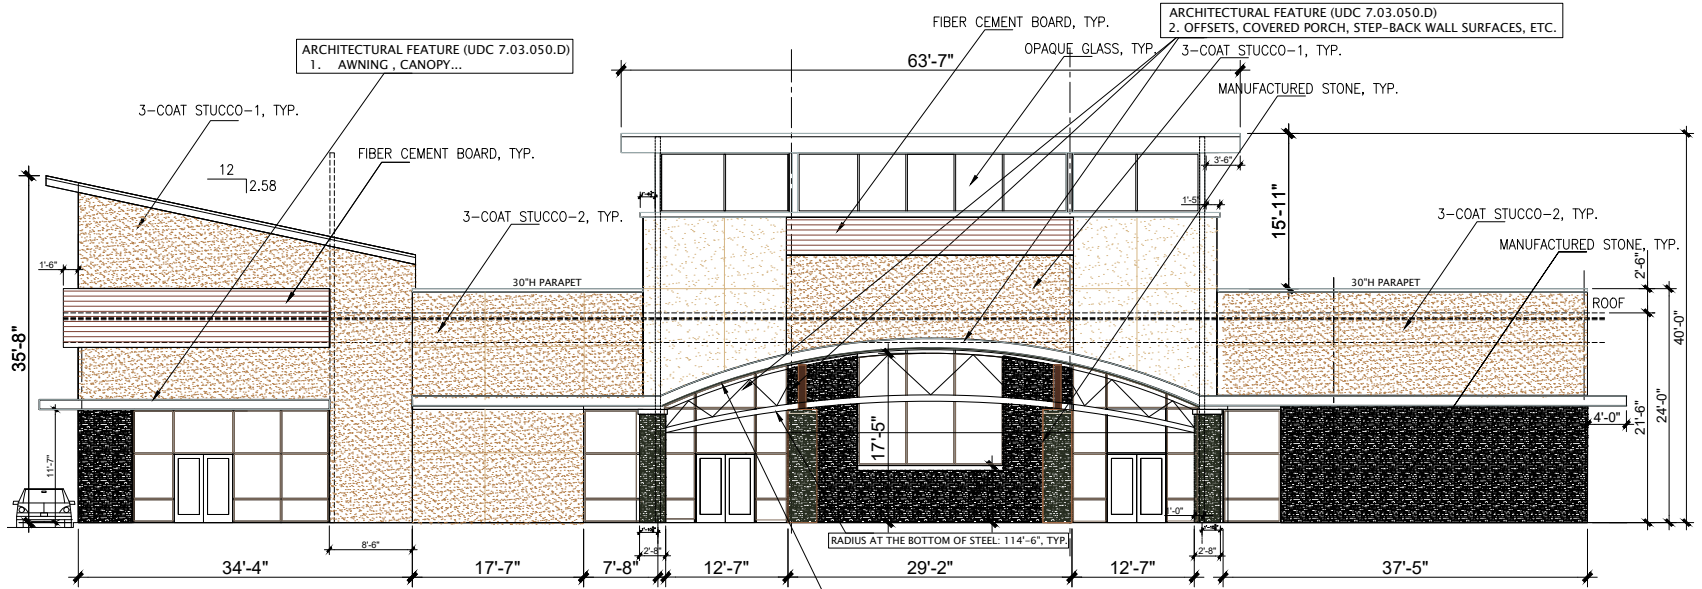 ARCHITECTURAL FEATURE (UDC 7.03.050.D)
2. OFFSETS, COVERED PORCH, STEP-BACK WALL SURFACES, ETC.
FIBER CEMENT BOARD, TYP.
ARCHITECTURAL FEATURE (UDC 7.03.050.D)
1. AWNING , CANOPY...
OPAQUE GLASS, TYP.
3-COAT STUCCO-1, TYP.
63'-7"
MANUFACTURED STONE, TYP.
3-COAT STUCCO-1, TYP.
FIBER CEMENT BOARD, TYP.
12
2.58
3'-6"
1'-5"
15'-11"
3-COAT STUCCO-2, TYP.
3-COAT STUCCO-2, TYP.
MANUFACTURED STONE, TYP.
1'-6"
30"H PARAPET
30"H PARAPET
2'-6"
ROOF
35'-8"
40'-0"
24'-0"
21'-6"
4'-0"
11'-7"
17'-5"
RADIUS AT THE BOTTOM OF STEEL: 114'-6", TYP.
8'-6"
2'-8"
2'-8"
34'-4"
17'-7"
7'-8"
12'-7"
29'-2"
12'-7"
37'-5"